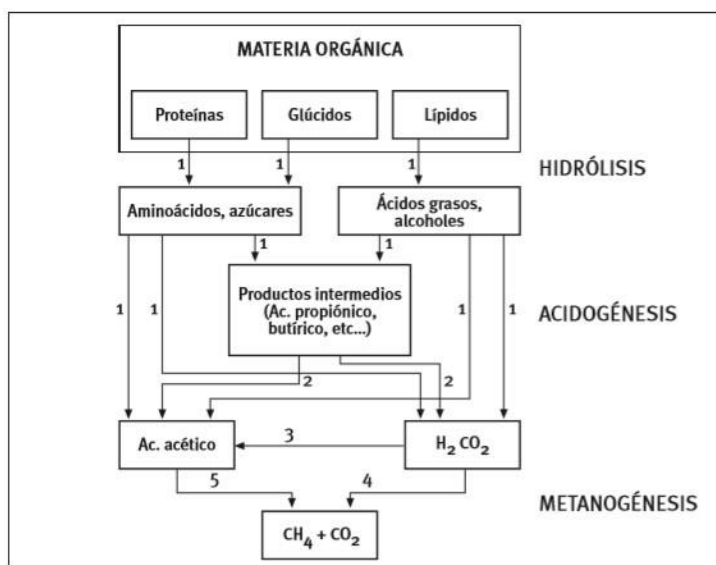 MATERIA ORGÁNICA
Proteínas
Glúcidos
Lípidos
1
1
1
HIDRÓLISIS
Aminoácidos, azúcares
Ácidos grasos,
alcoholes
1
1
1
1
1
1
Productos intermedios
(Ac. propiónico,
butírico, etc...)
ACIDOGÉNESIS
2
2
Ac. acético
3
H₂ CO₂
5
4
METANOGÉNESIS
CH₄ + CO₂